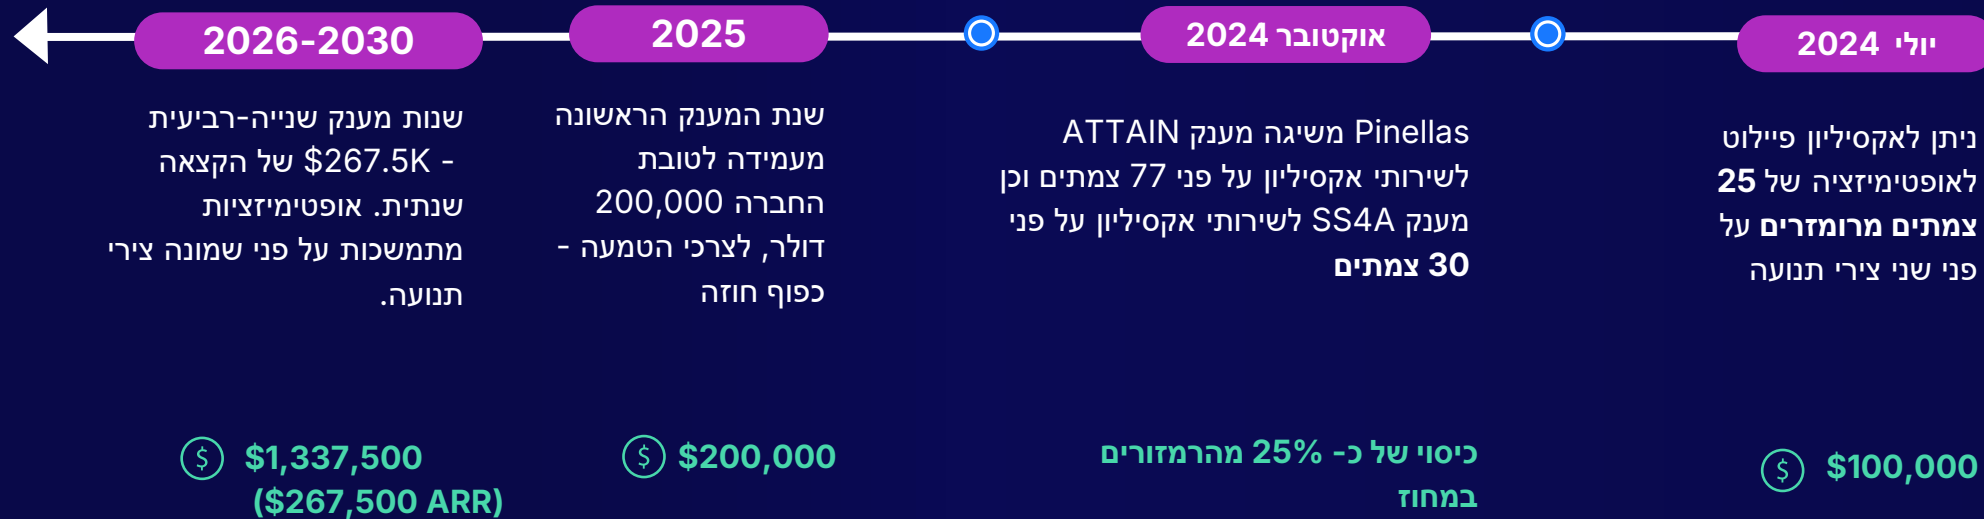 יולי 2024
ניתן לאקסיליון פיילוט
לאופטימיזציה של 25
צמתים מרומזרים על
פני שני צירי תנועה
$100,000
אוקטובר 2024
Pinellas משיגה מענק ATTAIN
לשירותי אקסיליון על פני 77 צמתים וכן
מענק SS4A לשירותי אקסיליון על פני
30 צמתים
כיסוי של כ- 25% מהרמזורים
במחוז
2025
שנת המענק הראשונה
מעמידה לטובת
החברה 200,000
דולר, לצרכי הטמעה -
כפוף חוזה
$200,000
2026-2030
שנות מענק שנייה-רביעית
- $267.5K של הקצאה
שנתית. אופטימיזציות
מתמשכות על פני שמונה צירי
תנועה.
$1,337,500
($267,500 ARR)